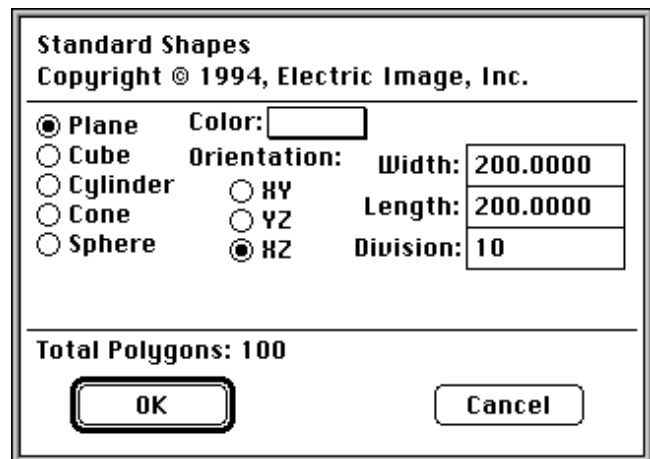 Standard Shapes
Copyright © 1994, Electric Image, Inc.
Plane
Cube
Cylinder
Cone
Sphere
Color:
Orientation:
XY
YZ
XZ
Width: 200.0000
Length: 200.0000
Division: 10
Total Polygons: 100
OK
Cancel